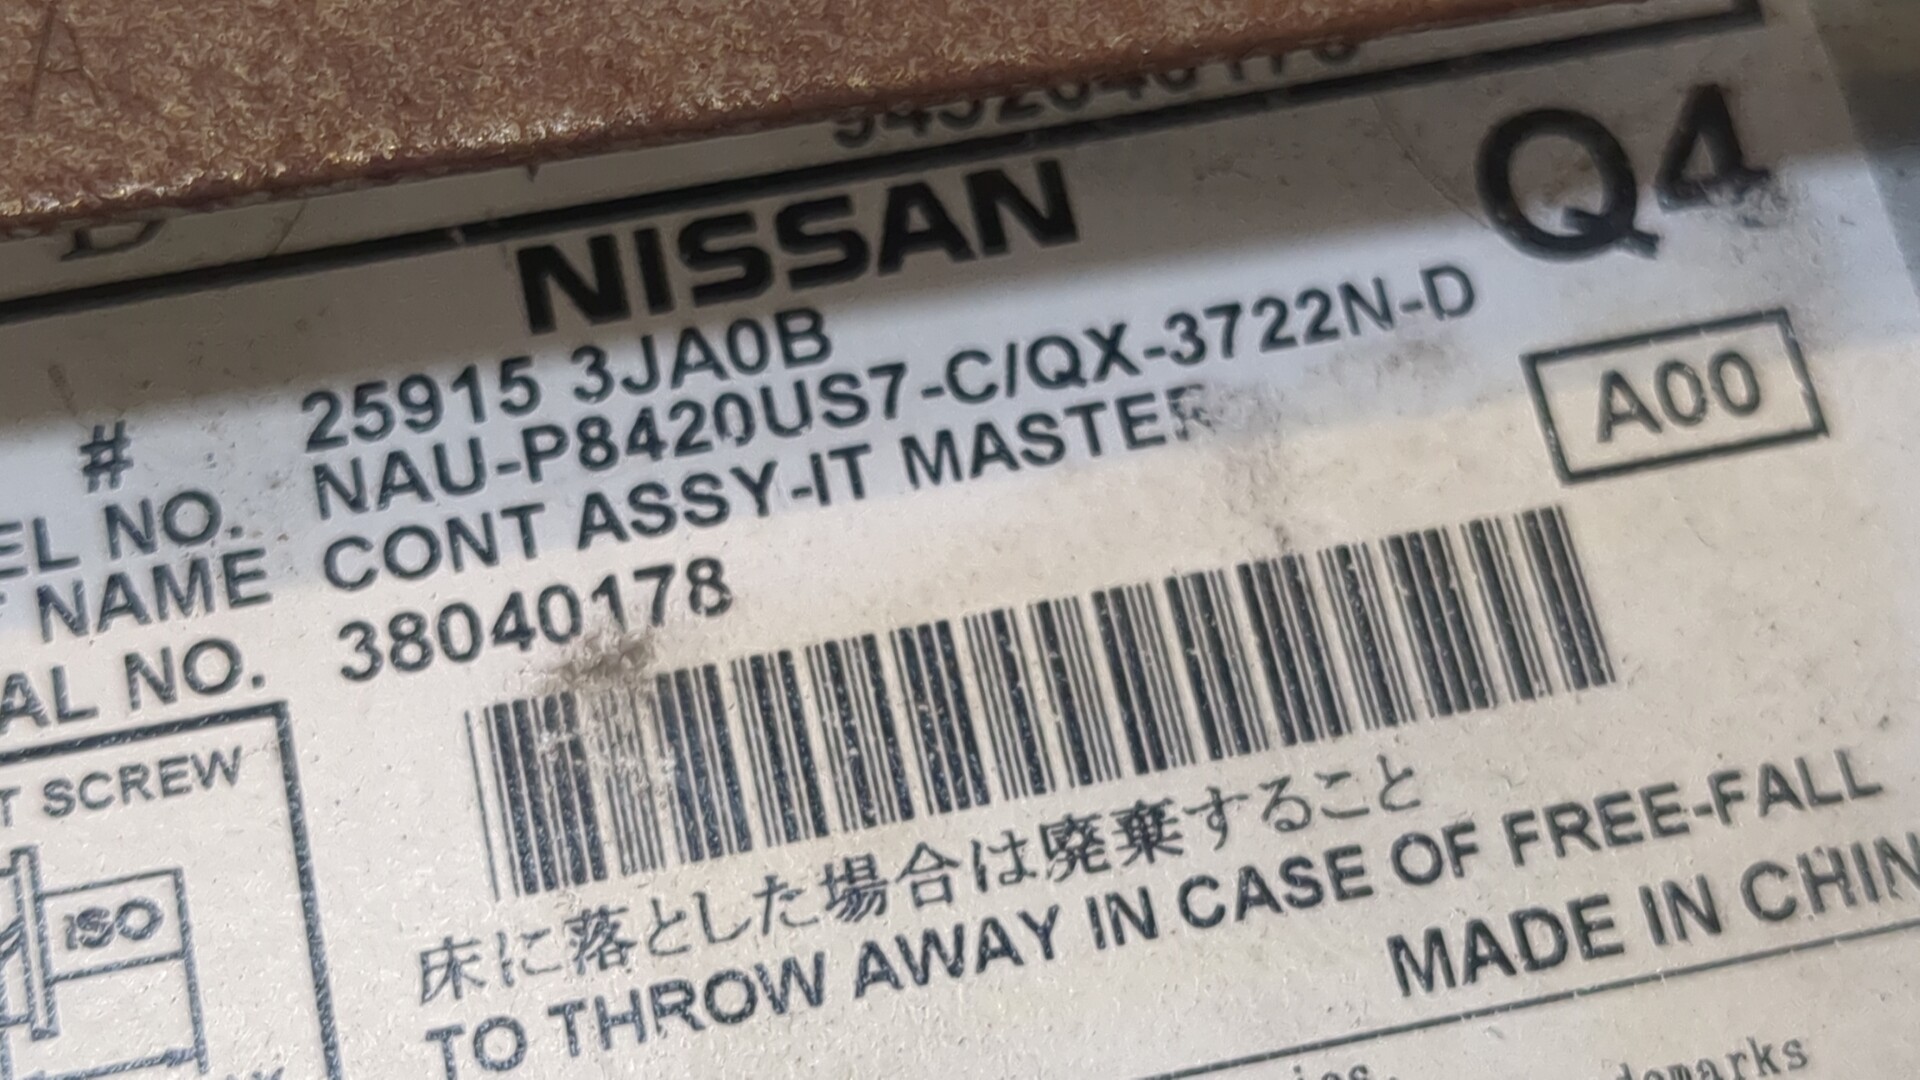 NISSAN
Q4
# 25915 3JA0B
EL NO. NAU-P8420US7-C/QX-3722N-D
NAME CONT ASSY-IT MASTER
A00
AL NO. 38040178
T SCREW
ISO
床に落とした場合は廃棄すること
TO THROW AWAY IN CASE OF FREE-FALL
MADE IN CHIN